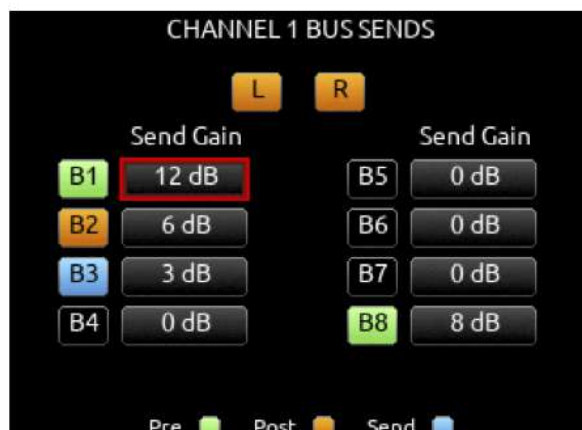 CHANNEL 1 BUS SENDS
L R
Send Gain Send Gain
B1 12 dB B5 0 dB
B2 6 dB B6 0 dB
B3 3 dB B7 0 dB
B4 0 dB B8 8 dB
Pre Post Send